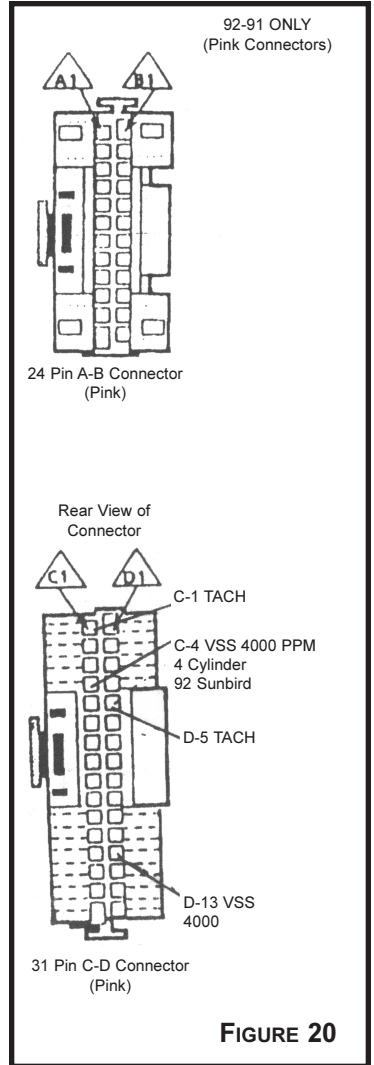 92-91 ONLY
(Pink Connectors)
A1
B1
24 Pin A-B Connector
(Pink)
Rear View of
Connector
C1
D1
C-1 TACH
C-4 VSS 4000 PPM
4 Cylinder
92 Sunbird
D-5 TACH
D-13 VSS
4000
31 Pin C-D Connector
(Pink)
FIGURE 20